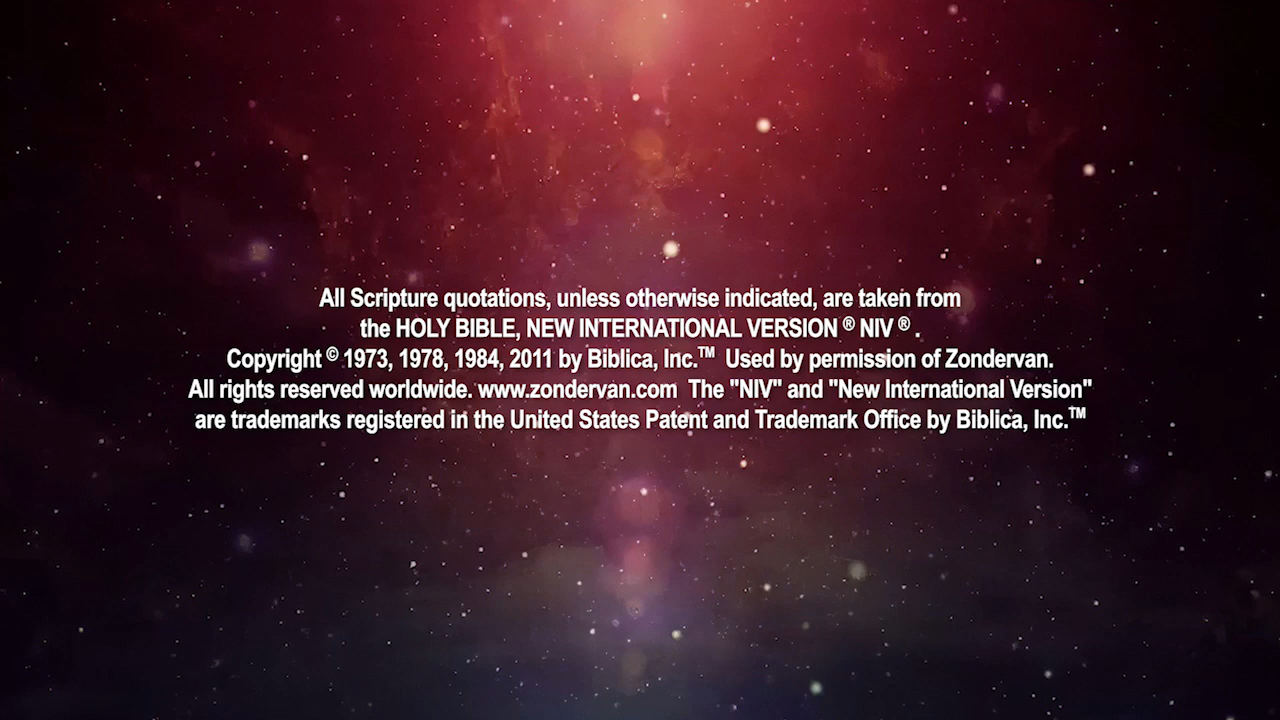 All Scripture quotations, unless otherwise indicated, are taken from
the HOLY BIBLE, NEW INTERNATIONAL VERSION ® NIV ® .
Copyright © 1973, 1978, 1984, 2011 by Biblica, Inc.™ Used by permission of Zondervan.
All rights reserved worldwide. www.zondervan.com The "NIV" and "New International Version"
are trademarks registered in the United States Patent and Trademark Office by Biblica, Inc.™